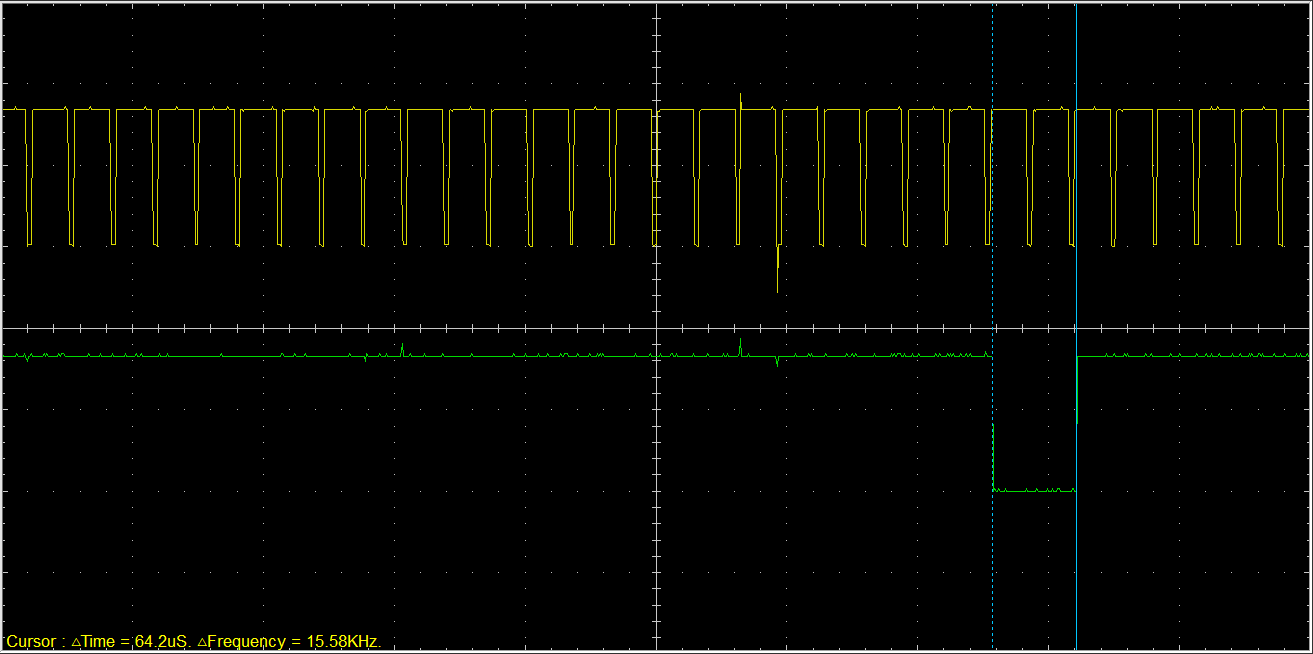 Cursor : △Time = 64.2uS. △Frequency = 15.58KHz.